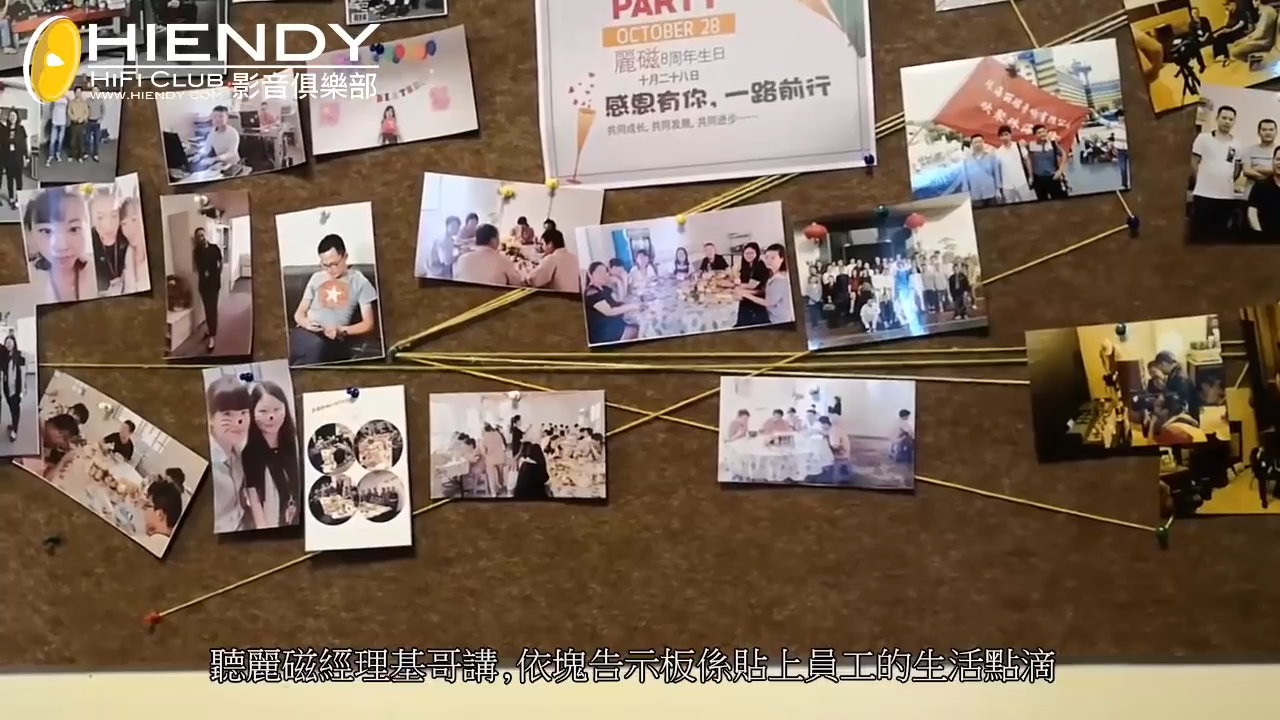 HIENDY
HiFi CLUB 影音俱樂部
WWW.HIENDY.COM
PARTY
OCTOBER 28
麗磁8周年生日
十月二十八日
感恩有你，一路前行
共同成长, 共同发展, 共同进步······
聽麗磁經理基哥講,依塊告示板係貼上員工的生活點滴